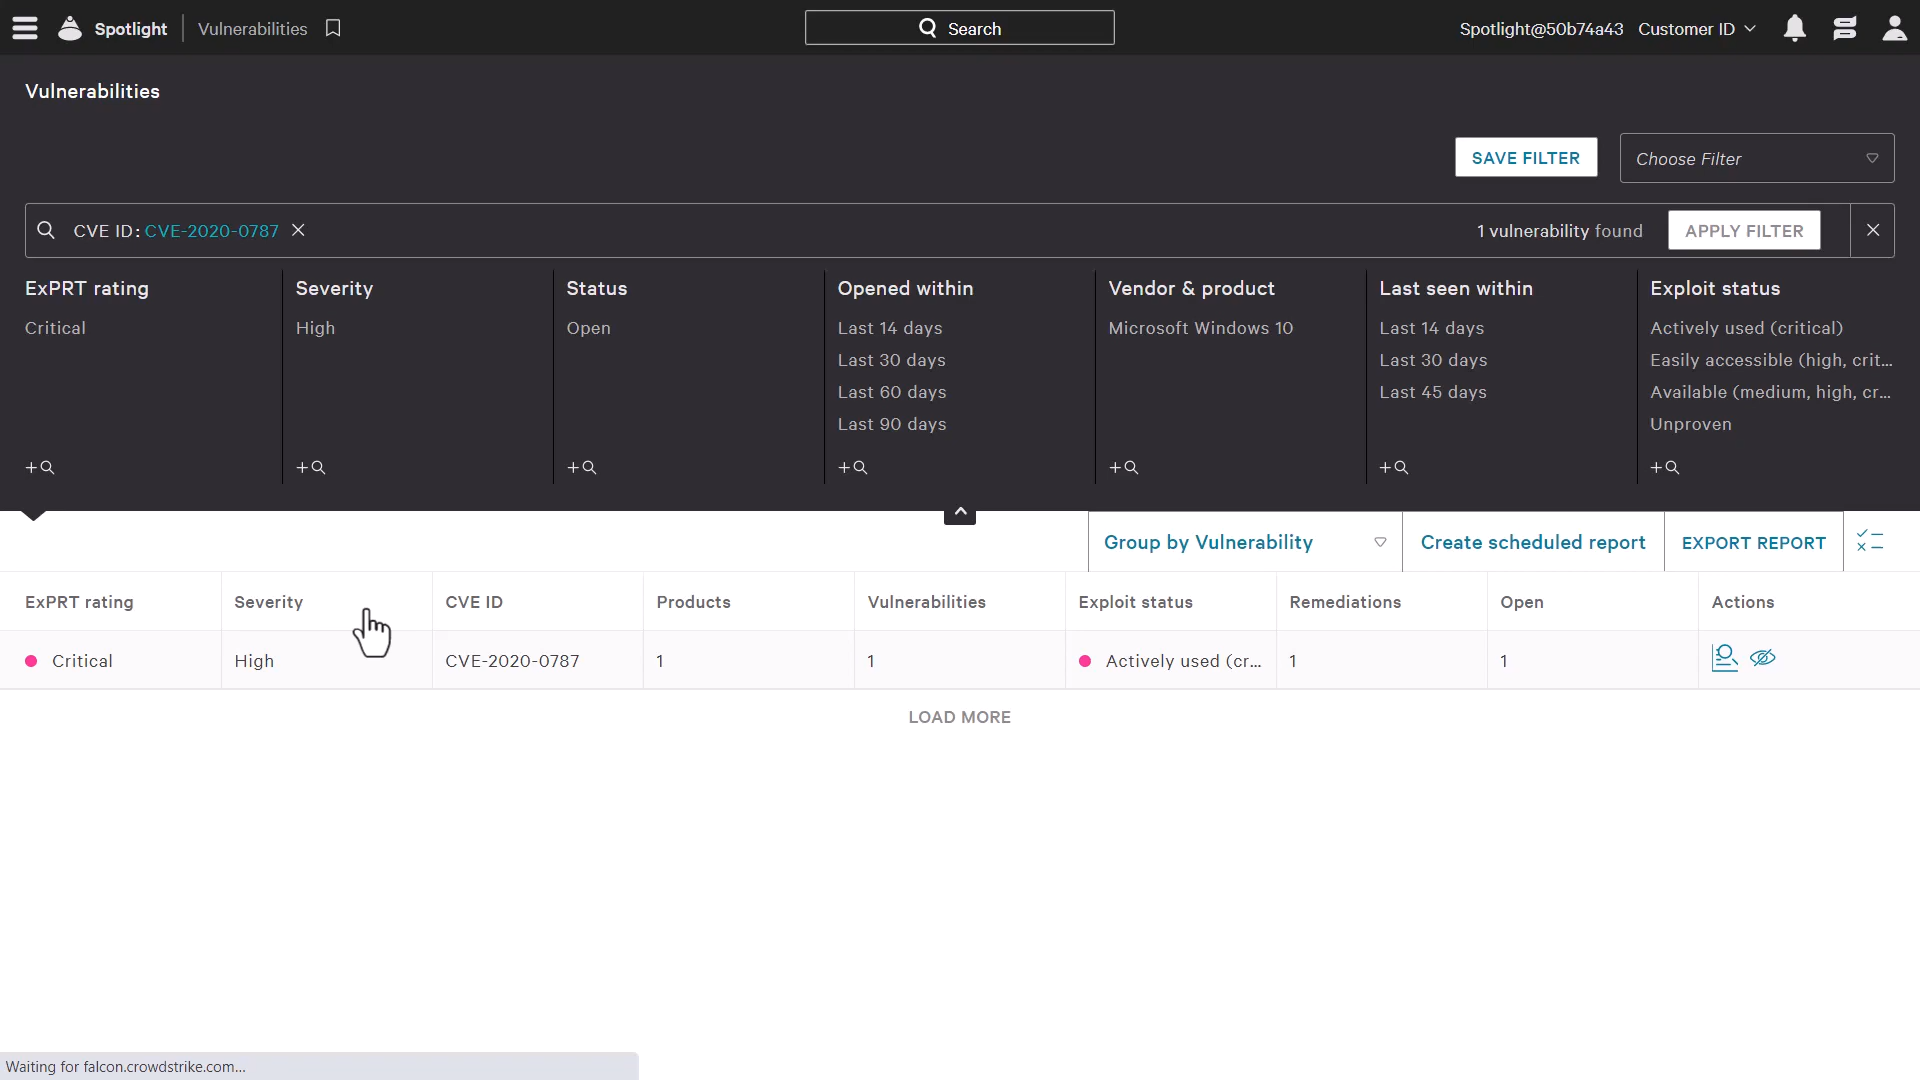 Spotlight Vulnerabilities Search Spotlight@50b74a43 Customer ID
Vulnerabilities
SAVE FILTER Choose Filter
CVE ID: CVE-2020-0787 1 vulnerability found APPLY FILTER
ExPRT rating Severity Status Opened within Vendor & product Last seen within Exploit status
Critical High Open Last 14 days Microsoft Windows 10 Last 14 days Actively used (critical)
Last 30 days Last 30 days Easily accessible (high, crit...
Last 60 days Last 45 days Available (medium, high, cr...
Last 90 days Unproven
Group by Vulnerability Create scheduled report EXPORT REPORT
ExPRT rating Severity CVE ID Products Vulnerabilities Exploit status Remediations Open Actions
Critical High CVE-2020-0787 1 1 Actively used (cr... 1 1
LOAD MORE
Waiting for falcon.crowdstrike.com...